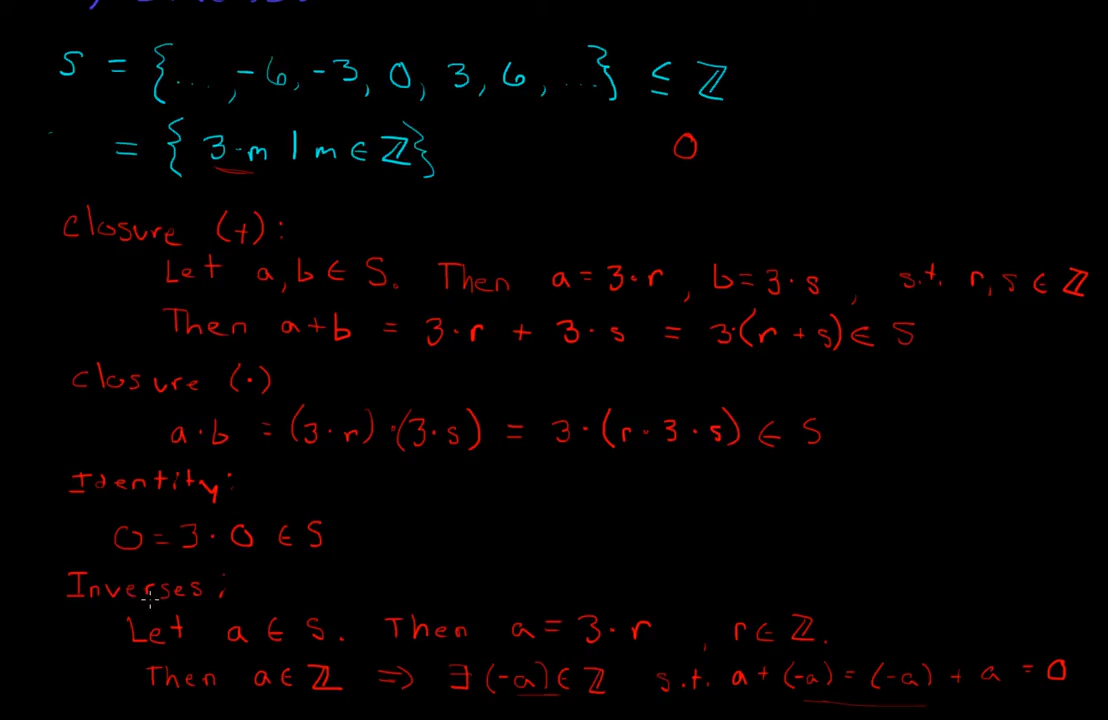 S = {..., -6, -3, 0, 3, 6, ...} ≤ ℤ
= { 3·m | m ∈ ℤ}
0
Closure (+):
Let a, b ∈ S. Then a = 3·r , b = 3·s , s.t. r, s ∈ ℤ
Then a+b = 3·r + 3·s = 3·(r + s) ∈ S
Closure (·)
a·b = (3·r)·(3·s) = 3·(r·3·s) ∈ S
Identity:
0 = 3·0 ∈ S
Inverses:
Let a ∈ S. Then a = 3·r , r ∈ ℤ.
Then a ∈ ℤ ⇒ ∃ (-a) ∈ ℤ s.t. a + (-a) = (-a) + a = 0